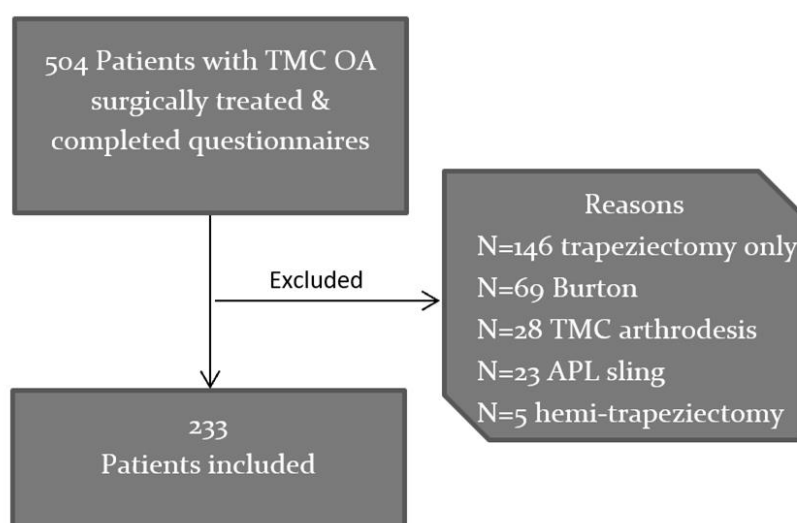 504 Patients with TMC OA
surgically treated &
completed questionnaires
Excluded
Reasons
N=146 trapeziectomy only
N=69 Burton
N=28 TMC arthrodesis
N=23 APL sling
N=5 hemi-trapeziectomy
233
Patients included